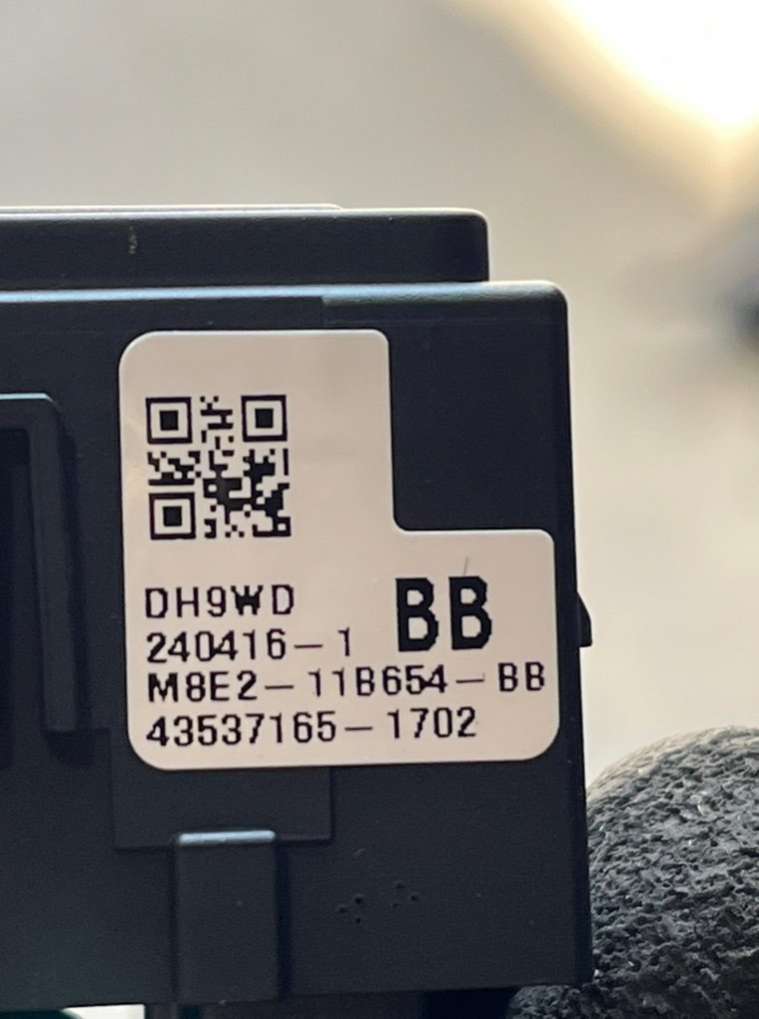 DH9WD
BB
240416-1
M8E2-11B654-BB
43537165-1702